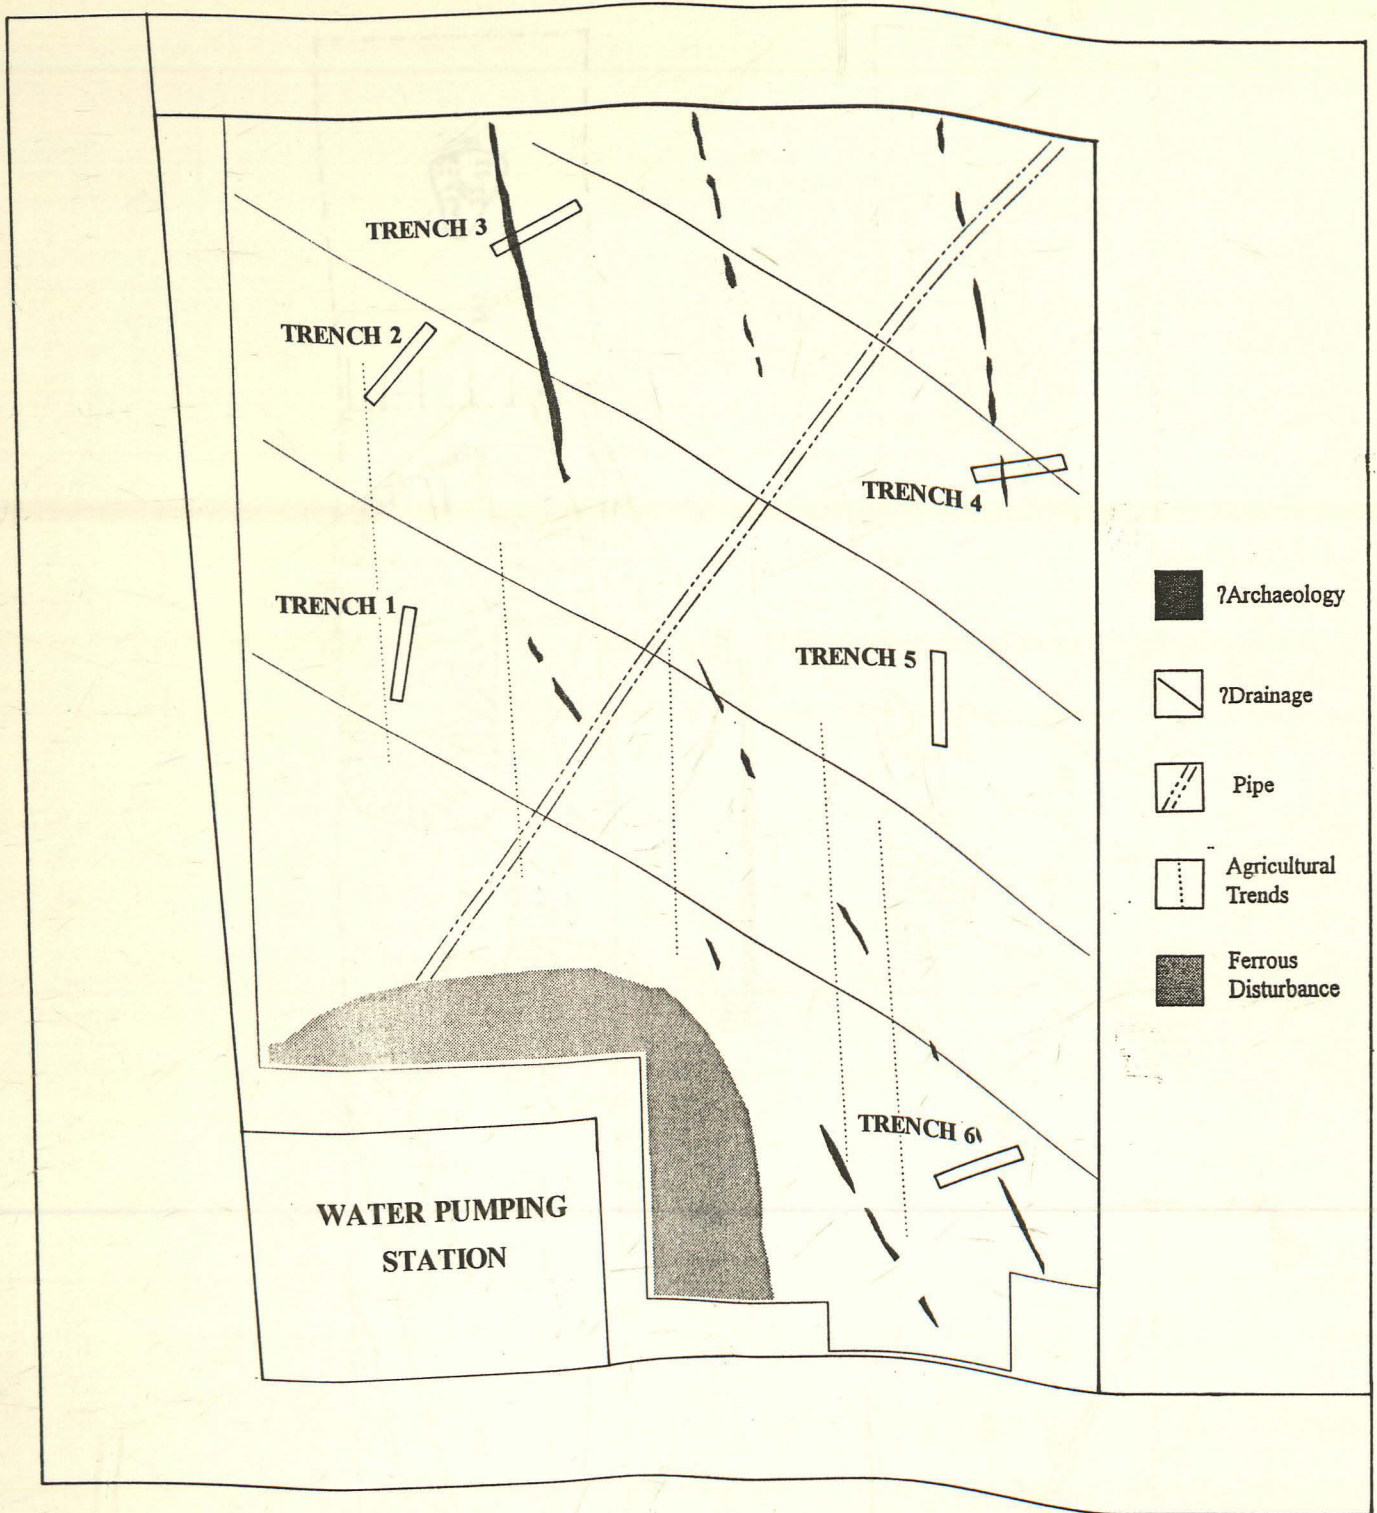 TRENCH 3
TRENCH 2
TRENCH 4
TRENCH 1
TRENCH 5
?Archaeology
?Drainage
Pipe
Agricultural
Trends
Ferrous
Disturbance
TRENCH 6
WATER PUMPING
STATION